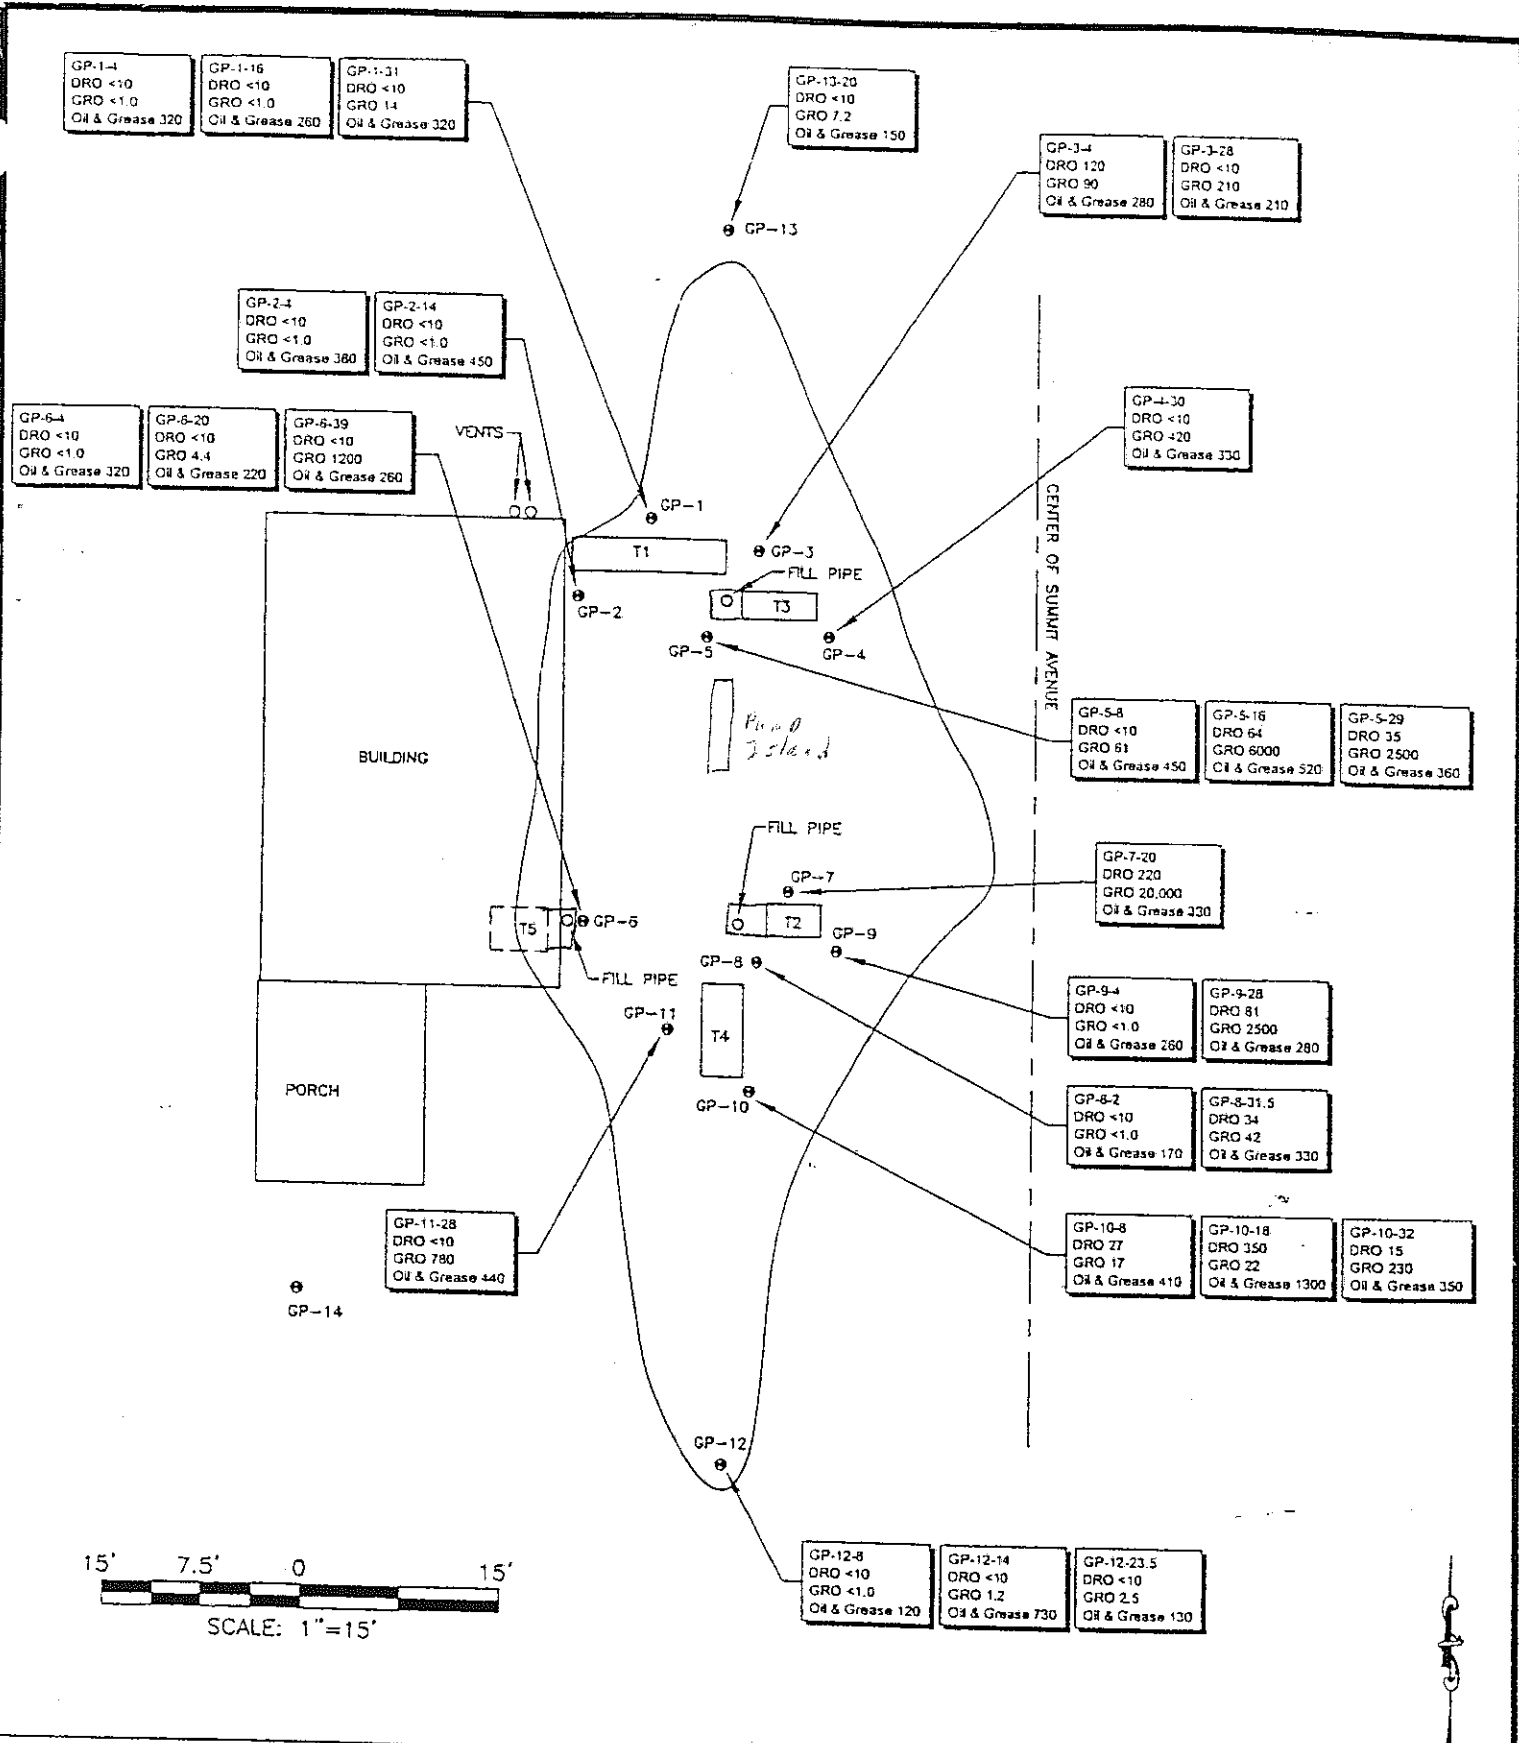 GP-1-4
DRO <10
GRO <1.0
Oil & Grease 320
GP-1-16
DRO <10
GRO <1.0
Oil & Grease 260
GP-1-31
DRO <10
GRO 14
Oil & Grease 320
GP-13-20
DRO <10
GRO 7.2
Oil & Grease 150
GP-3-4
DRO 120
GRO 90
Oil & Grease 280
GP-3-28
DRO <10
GRO 210
Oil & Grease 210
GP-13
GP-2-4
DRO <10
GRO <1.0
Oil & Grease 380
GP-2-14
DRO <10
GRO <1.0
Oil & Grease 450
GP-6-4
DRO <10
GRO <1.0
Oil & Grease 320
GP-6-20
DRO <10
GRO 4.4
Oil & Grease 220
GP-6-39
DRO <10
GRO 1200
Oil & Grease 260
VENTS
GP-4-30
DRO <10
GRO 420
Oil & Grease 330
CENTER OF SUMMIT AVENUE
GP-1
T1
GP-3
FILL PIPE
T3
GP-2
GP-5
GP-4
Pump
Island
BUILDING
GP-5-8
DRO <10
GRO 61
Oil & Grease 450
GP-5-16
DRO 64
GRO 6000
Oil & Grease 520
GP-5-29
DRO 35
GRO 2500
Oil & Grease 360
FILL PIPE
GP-7
GP-7-20
DRO 220
GRO 20,000
Oil & Grease 330
T5
GP-6
T2
GP-9
GP-8
FILL PIPE
GP-11
T4
GP-9-4
DRO <10
GRO <1.0
Oil & Grease 260
GP-9-28
DRO 81
GRO 2500
Oil & Grease 280
PORCH
GP-10
GP-8-2
DRO <10
GRO <1.0
Oil & Grease 170
GP-8-31.5
DRO 34
GRO 42
Oil & Grease 330
GP-11-28
DRO <10
GRO 780
Oil & Grease 440
GP-10-8
DRO 27
GRO 17
Oil & Grease 410
GP-10-18
DRO 350
GRO 22
Oil & Grease 1300
GP-10-32
DRO 15
GRO 230
Oil & Grease 350
GP-14
GP-12
GP-12-8
DRO <10
GRO <1.0
Oil & Grease 120
GP-12-14
DRO <10
GRO 1.2
Oil & Grease 730
GP-12-23.5
DRO <10
GRO 2.5
Oil & Grease 130
15' 7.5' 0 15'
SCALE: 1"=15'